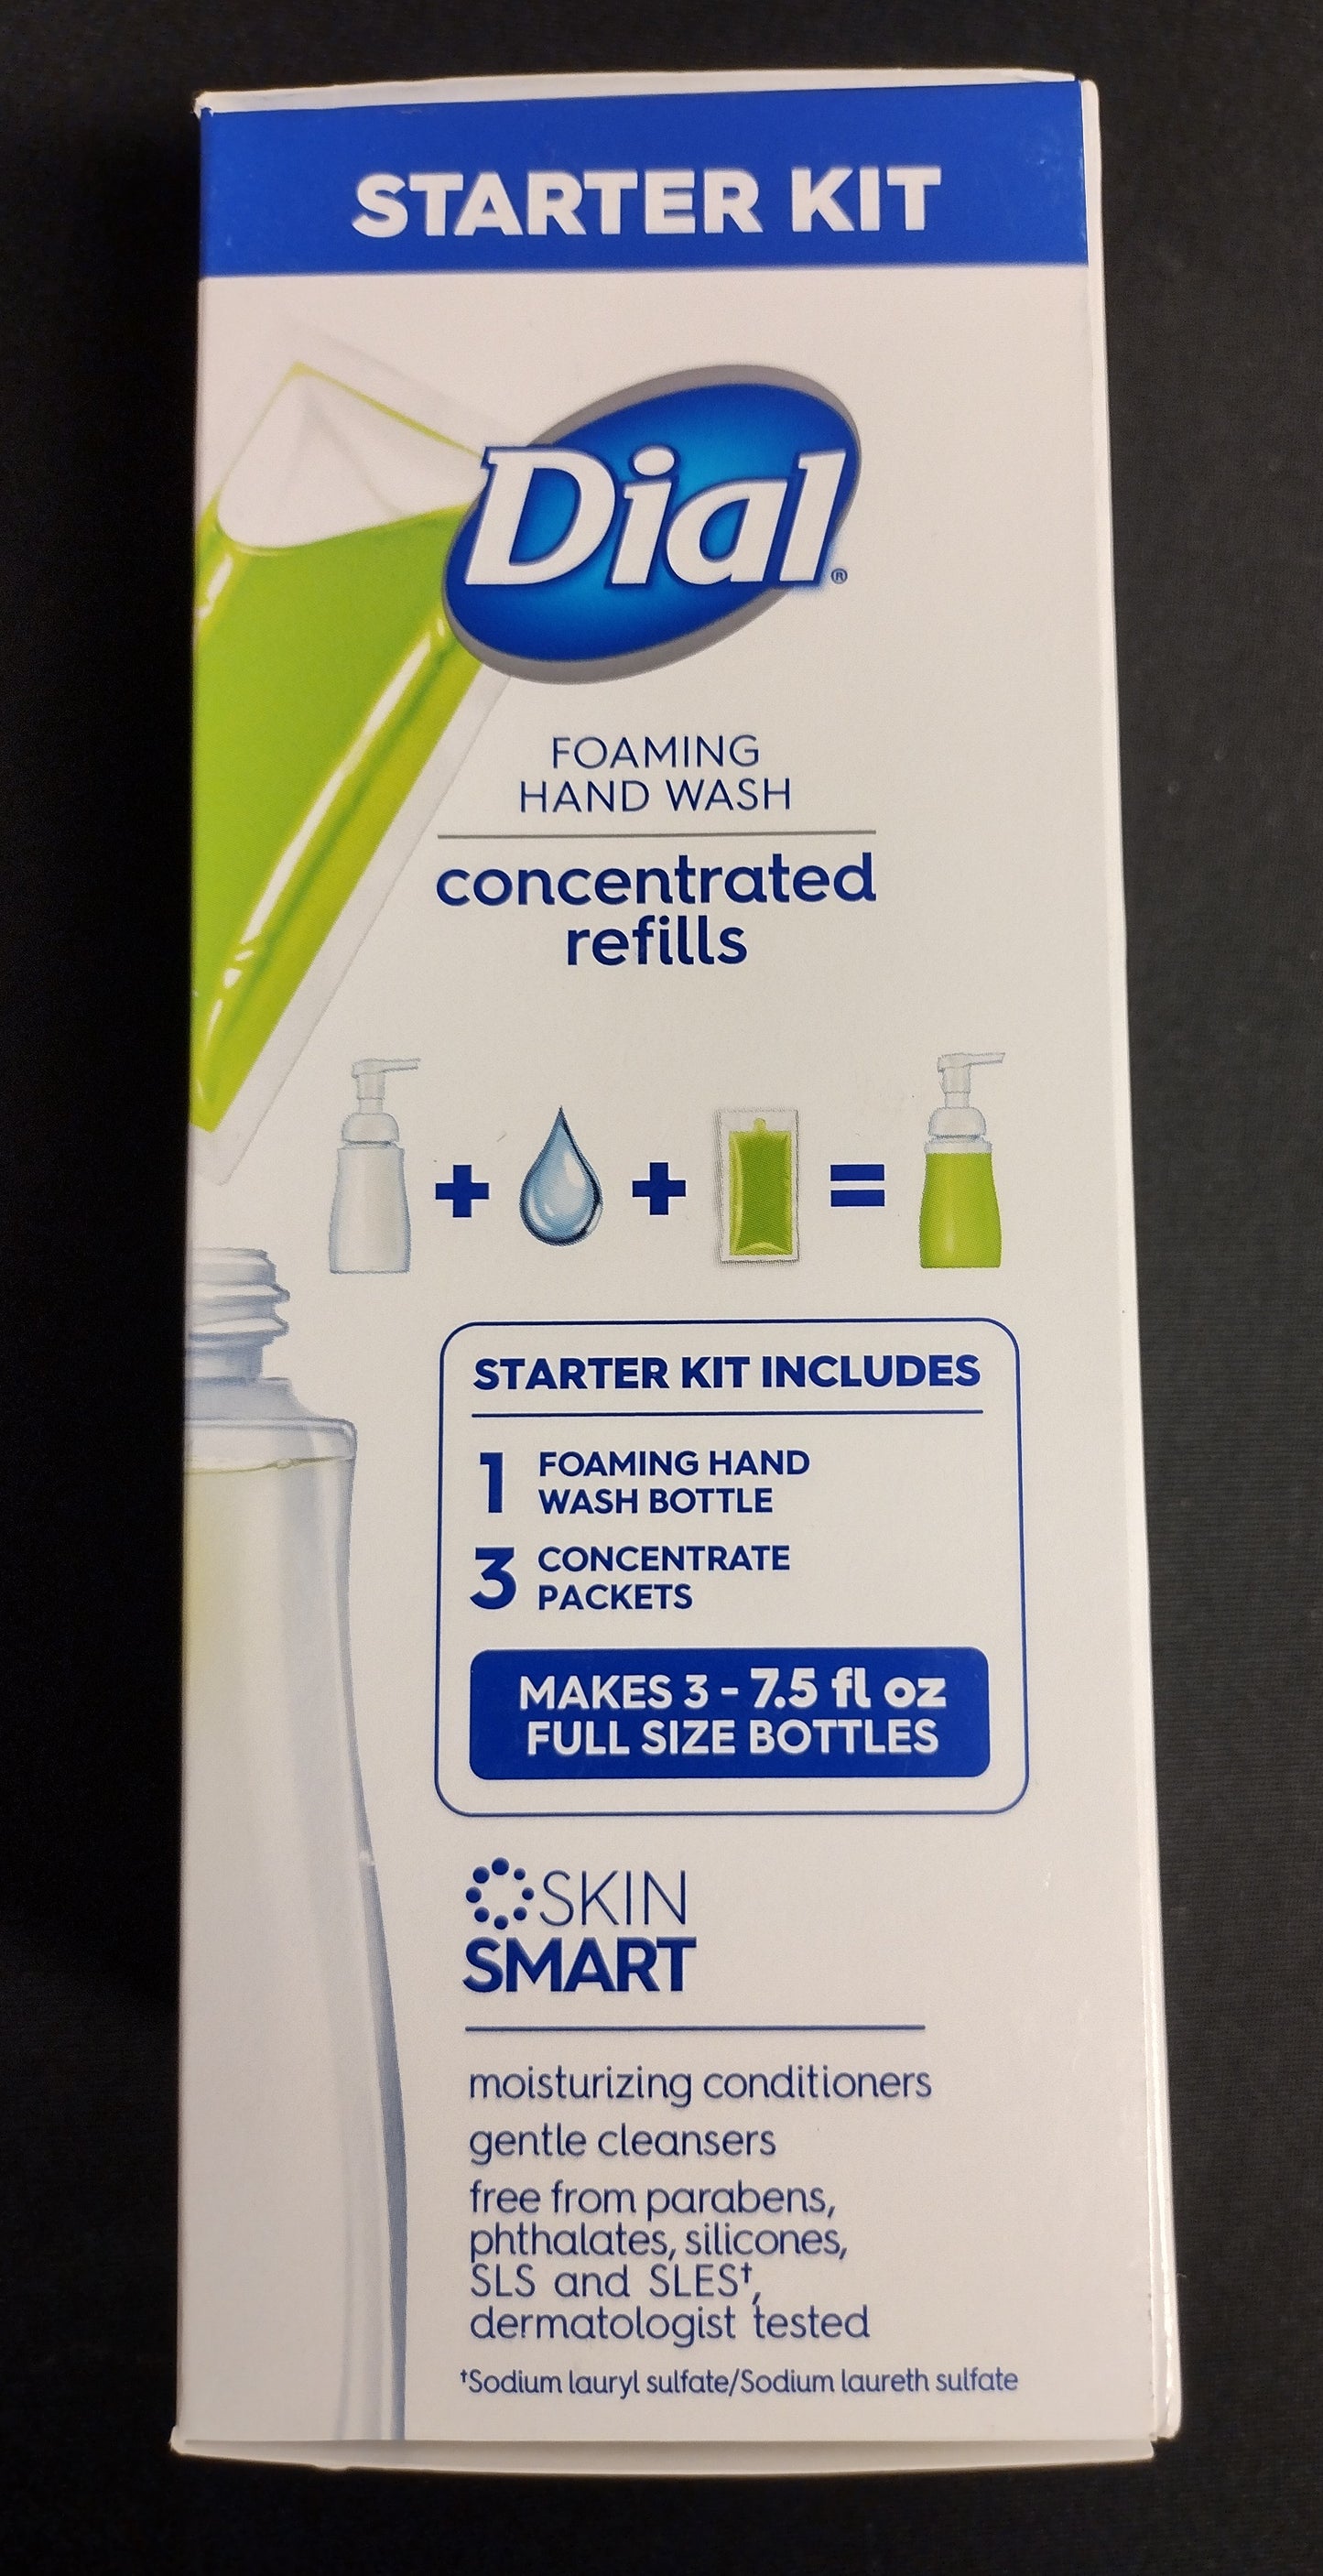 STARTER KIT
Dial®
FOAMING
HAND WASH
concentrated
refills
+ + =
STARTER KIT INCLUDES
1 FOAMING HAND
WASH BOTTLE
3 CONCENTRATE
PACKETS
MAKES 3 - 7.5 fl oz
FULL SIZE BOTTLES
SKIN
SMART
moisturizing conditioners
gentle cleansers
free from parabens,
phthalates, silicones,
SLS and SLES†,
dermatologist tested
†Sodium lauryl sulfate/Sodium laureth sulfate